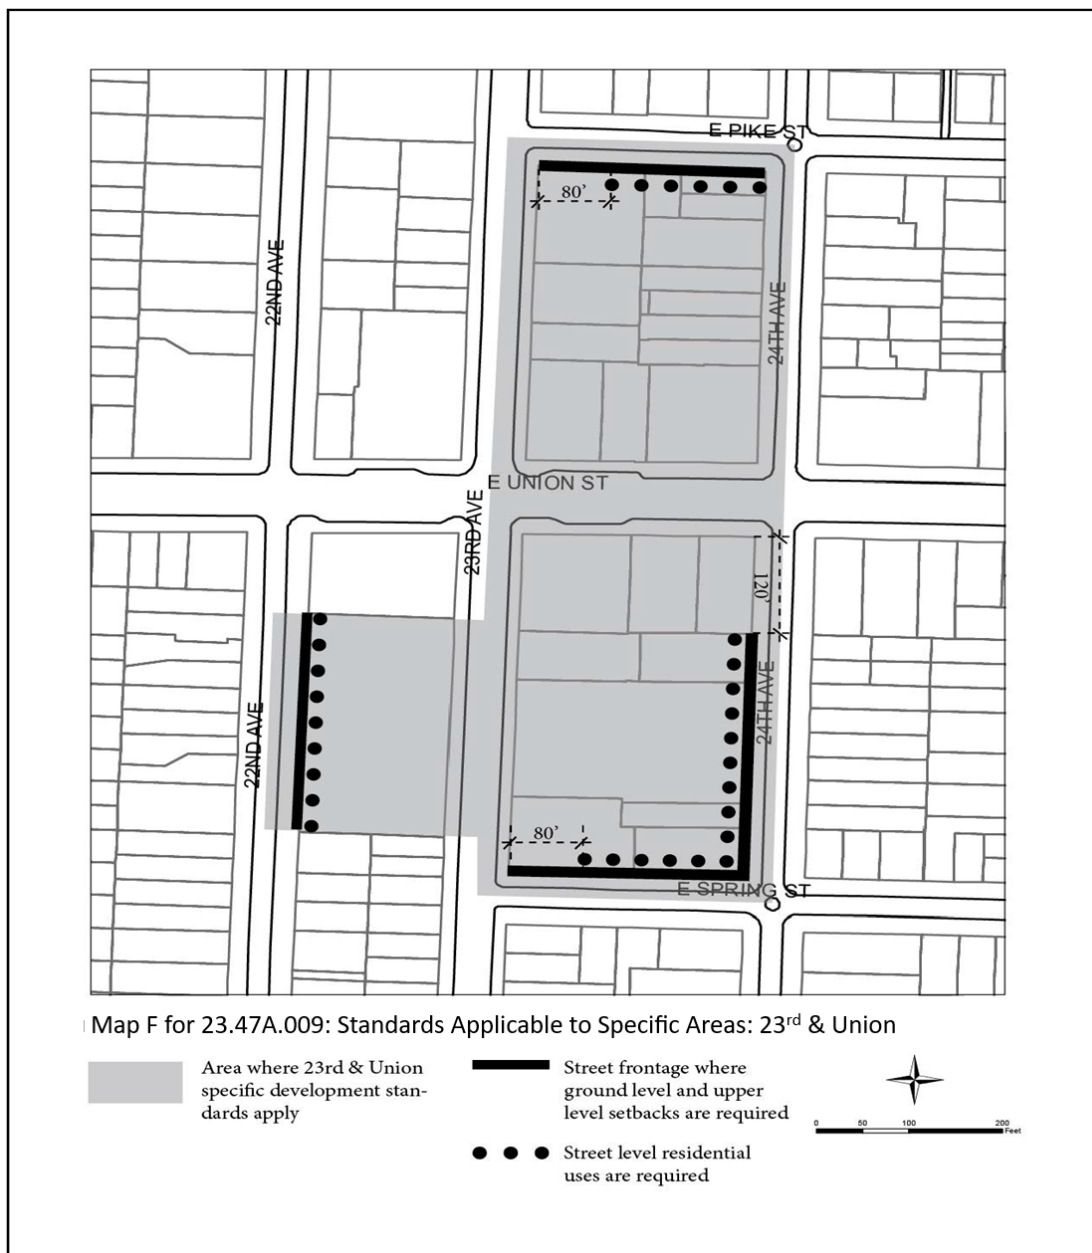 E PIKE ST
80’
22ND AVE
24TH AVE
E UNION ST
23RD AVE
120’
24TH AVE
22ND AVE
80’
E SPRING ST
Map F for 23.47A.009: Standards Applicable to Specific Areas: 23rd & Union
Area where 23rd & Union
specific development stan-
dards apply
Street frontage where
ground level and upper
level setbacks are required
0 50 100 200
Feet
Street level residential
uses are required